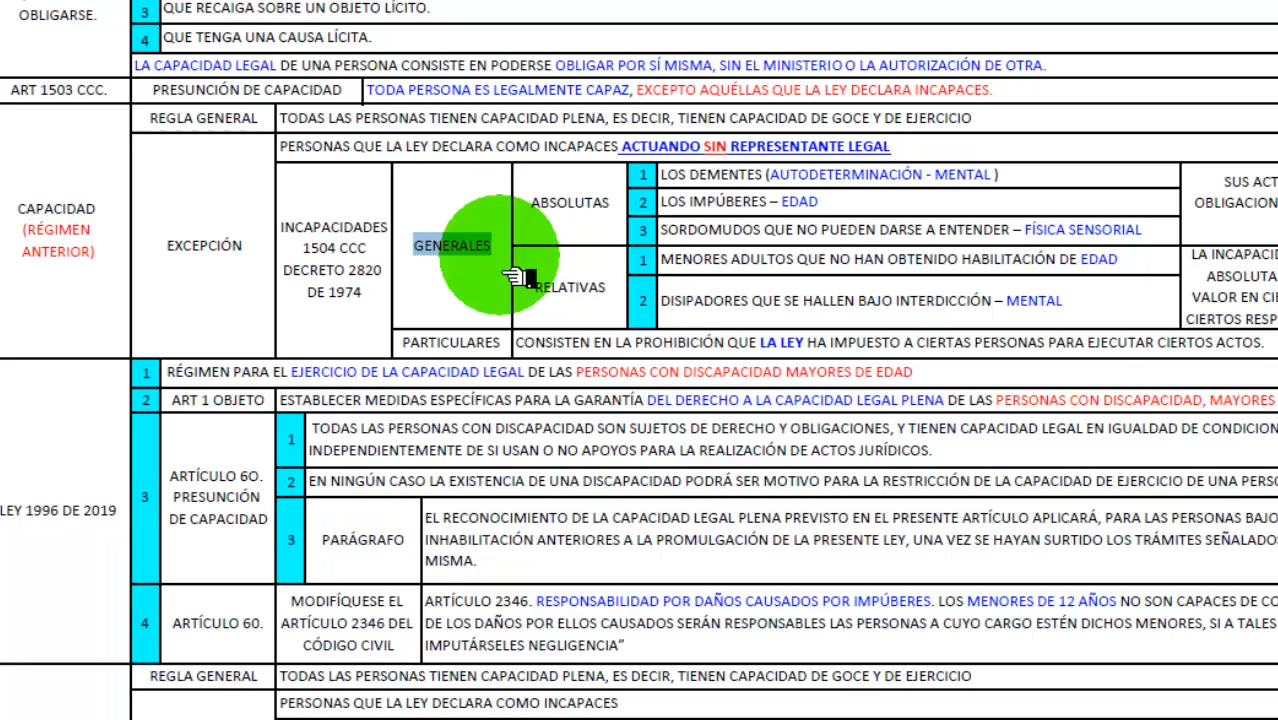 OBLIGARSE.
3 QUE RECAIGA SOBRE UN OBJETO LÍCITO.
4 QUE TENGA UNA CAUSA LÍCITA.
LA CAPACIDAD LEGAL DE UNA PERSONA CONSISTE EN PODERSE OBLIGAR POR SÍ MISMA, SIN EL MINISTERIO O LA AUTORIZACIÓN DE OTRA.
ART 1503 CCC. PRESUNCIÓN DE CAPACIDAD TODA PERSONA ES LEGALMENTE CAPAZ, EXCEPTO AQUÉLLAS QUE LA LEY DECLARA INCAPACES.
CAPACIDAD
(RÉGIMEN
ANTERIOR)
REGLA GENERAL TODAS LAS PERSONAS TIENEN CAPACIDAD PLENA, ES DECIR, TIENEN CAPACIDAD DE GOCE Y DE EJERCICIO
EXCEPCIÓN
PERSONAS QUE LA LEY DECLARA COMO INCAPACES ACTUANDO SIN REPRESENTANTE LEGAL
INCAPACIDADES
1504 CCC
DECRETO 2820
DE 1974
GENERALES
ABSOLUTAS
1 LOS DEMENTES (AUTODETERMINACIÓN - MENTAL )
2 LOS IMPÚBERES – EDAD
3 SORDOMUDOS QUE NO PUEDEN DARSE A ENTENDER – FÍSICA SENSORIAL
SUS ACT
OBLIGACION
RELATIVAS
1 MENORES ADULTOS QUE NO HAN OBTENIDO HABILITACIÓN DE EDAD
2 DISIPADORES QUE SE HALLEN BAJO INTERDICCIÓN – MENTAL
LA INCAPACID
ABSOLUTA
VALOR EN CIE
CIERTOS RESP
PARTICULARES CONSISTEN EN LA PROHIBICIÓN QUE LA LEY HA IMPUESTO A CIERTAS PERSONAS PARA EJECUTAR CIERTOS ACTOS.
LEY 1996 DE 2019
1 RÉGIMEN PARA EL EJERCICIO DE LA CAPACIDAD LEGAL DE LAS PERSONAS CON DISCAPACIDAD MAYORES DE EDAD
2 ART 1 OBJETO ESTABLECER MEDIDAS ESPECÍFICAS PARA LA GARANTÍA DEL DERECHO A LA CAPACIDAD LEGAL PLENA DE LAS PERSONAS CON DISCAPACIDAD, MAYORES
3
ARTÍCULO 6O.
PRESUNCIÓN
DE CAPACIDAD
1 TODAS LAS PERSONAS CON DISCAPACIDAD SON SUJETOS DE DERECHO Y OBLIGACIONES, Y TIENEN CAPACIDAD LEGAL EN IGUALDAD DE CONDICION
INDEPENDIENTEMENTE DE SI USAN O NO APOYOS PARA LA REALIZACIÓN DE ACTOS JURÍDICOS.
2 EN NINGÚN CASO LA EXISTENCIA DE UNA DISCAPACIDAD PODRÁ SER MOTIVO PARA LA RESTRICCIÓN DE LA CAPACIDAD DE EJERCICIO DE UNA PERSO
3 PARÁGRAFO
EL RECONOCIMIENTO DE LA CAPACIDAD LEGAL PLENA PREVISTO EN EL PRESENTE ARTÍCULO APLICARÁ, PARA LAS PERSONAS BAJO
INHABILITACIÓN ANTERIORES A LA PROMULGACIÓN DE LA PRESENTE LEY, UNA VEZ SE HAYAN SURTIDO LOS TRÁMITES SEÑALADOS
MISMA.
4 ARTÍCULO 60.
MODIFÍQUESE EL
ARTÍCULO 2346 DEL
CÓDIGO CIVIL
ARTÍCULO 2346. RESPONSABILIDAD POR DAÑOS CAUSADOS POR IMPÚBERES. LOS MENORES DE 12 AÑOS NO SON CAPACES DE CO
DE LOS DAÑOS POR ELLOS CAUSADOS SERÁN RESPONSABLES LAS PERSONAS A CUYO CARGO ESTÉN DICHOS MENORES, SI A TALES
IMPUTÁRSELES NEGLIGENCIA”
REGLA GENERAL TODAS LAS PERSONAS TIENEN CAPACIDAD PLENA, ES DECIR, TIENEN CAPACIDAD DE GOCE Y DE EJERCICIO
PERSONAS QUE LA LEY DECLARA COMO INCAPACES